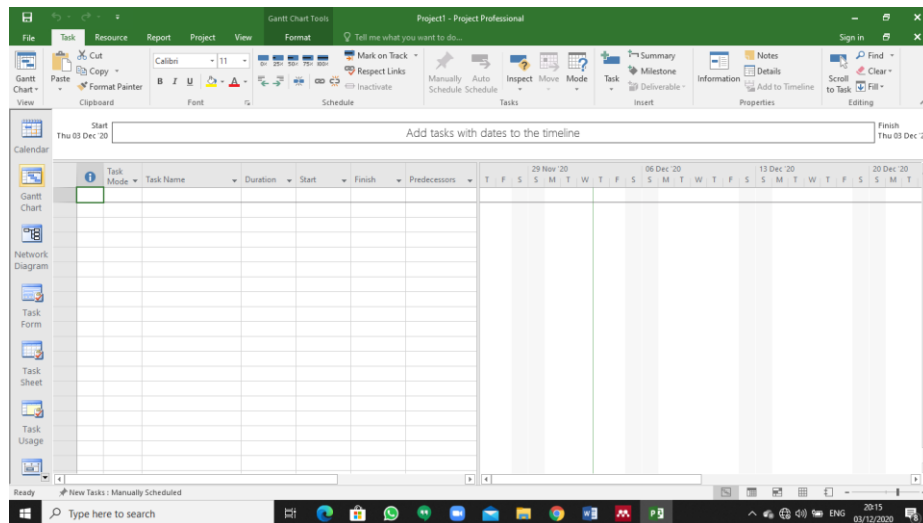 Gantt Chart Tools
Project1 - Project Professional
File Task Resource Report Project View Format Tell me what you want to do... Sign in
Gantt Chart
View
Paste
Cut
Copy
Format Painter
Clipboard
Calibri 11
B I U A
Font
Mark on Track
Respect Links
Inactivate
Schedule
Manually Schedule
Auto Schedule
Inspect
Move
Mode
Tasks
Task
Summary
Milestone
Deliverable
Insert
Information
Notes
Details
Add to Timeline
Properties
Scroll to Task
Find
Clear
Fill
Editing
Start
Thu 03 Dec '20
Add tasks with dates to the timeline
Finish
Thu 03 Dec '2
Task Mode Task Name Duration Start Finish Predecessors
29 Nov '20 06 Dec '20 13 Dec '20 20 Dec '20
T F S S M T W T F S S M T W T F S S M T W T F S S M T
Calendar
Gantt Chart
Network Diagram
Task Form
Task Sheet
Task Usage
Ready New Tasks : Manually Scheduled
Type here to search
ENG
20:15
03/12/2020